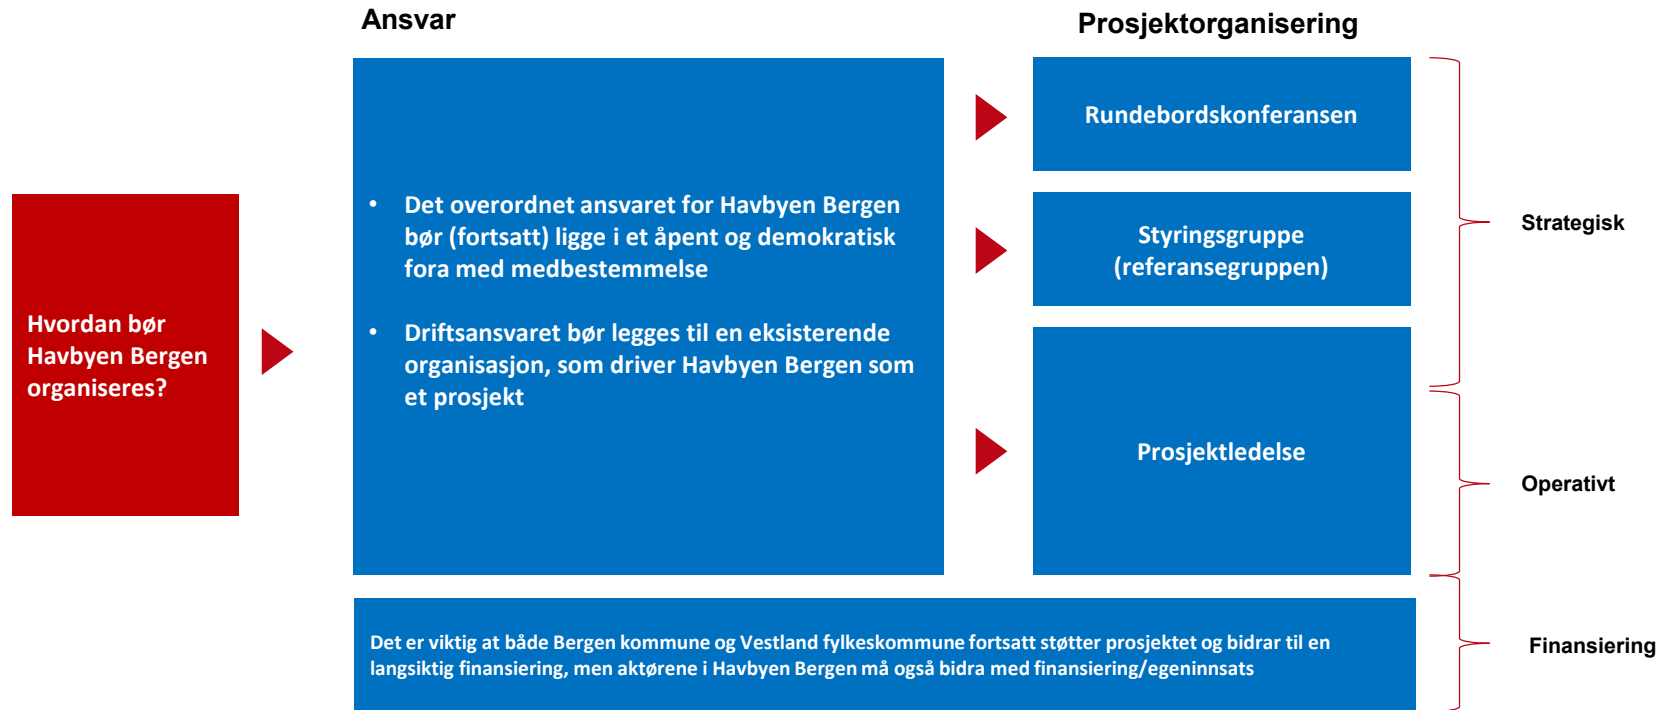 Ansvar
Prosjektorganisering
Hvordan bør
Havbyen Bergen
organiseres?
• Det overordnet ansvaret for Havbyen Bergen
bør (fortsatt) ligge i et åpent og demokratisk
fora med medbestemmelse
• Driftsansvaret bør legges til en eksisterende
organisasjon, som driver Havbyen Bergen som
et prosjekt
Rundebordskonferansen
Styringsgruppe
(referansegruppen)
Prosjektledelse
Strategisk
Operativt
Det er viktig at både Bergen kommune og Vestland fylkeskommune fortsatt støtter prosjektet og bidrar til en
langsiktig finansiering, men aktørene i Havbyen Bergen må også bidra med finansiering/egeninnsats
Finansiering